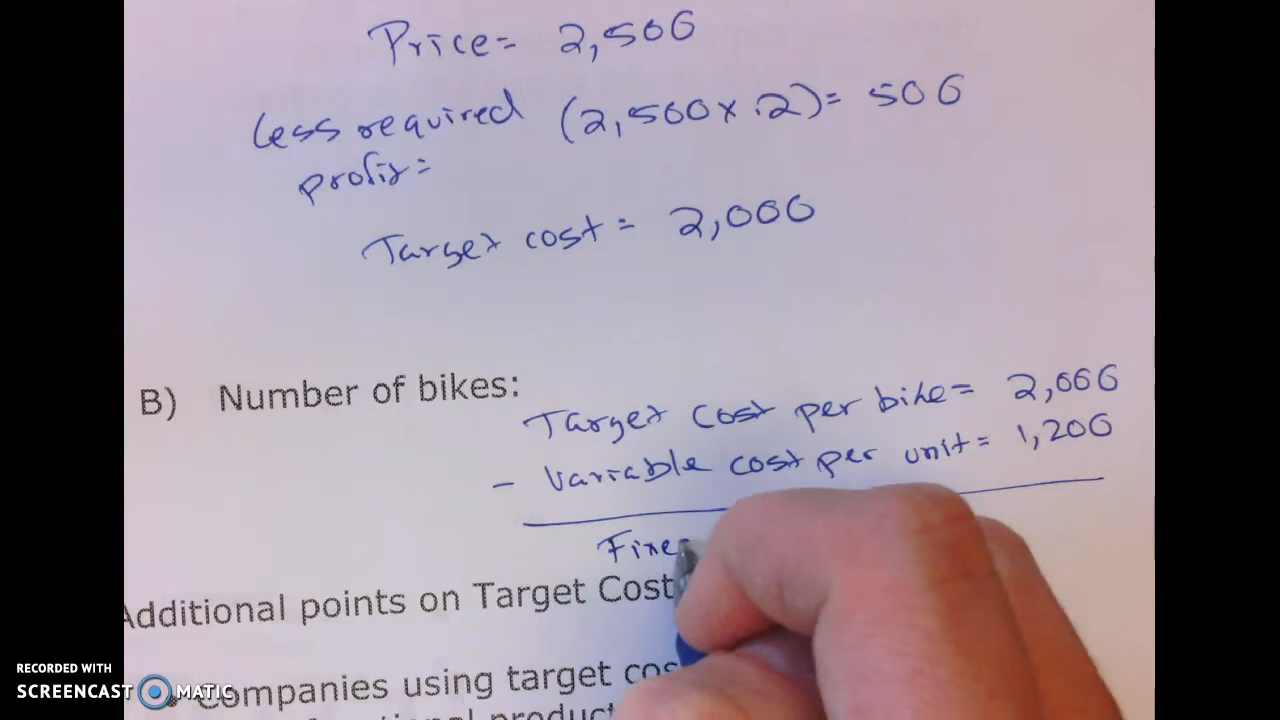 Price= 2,500
Less required (2,500x .2)= 500
profit=
Target cost = 2,000
B) Number of bikes:
Target cost per bike= 2,000
- Variable cost per unit= 1,200
Fixe
Additional points on Target Cost
RECORDED WITH
SCREENCAST MATIC
Companies using target cos